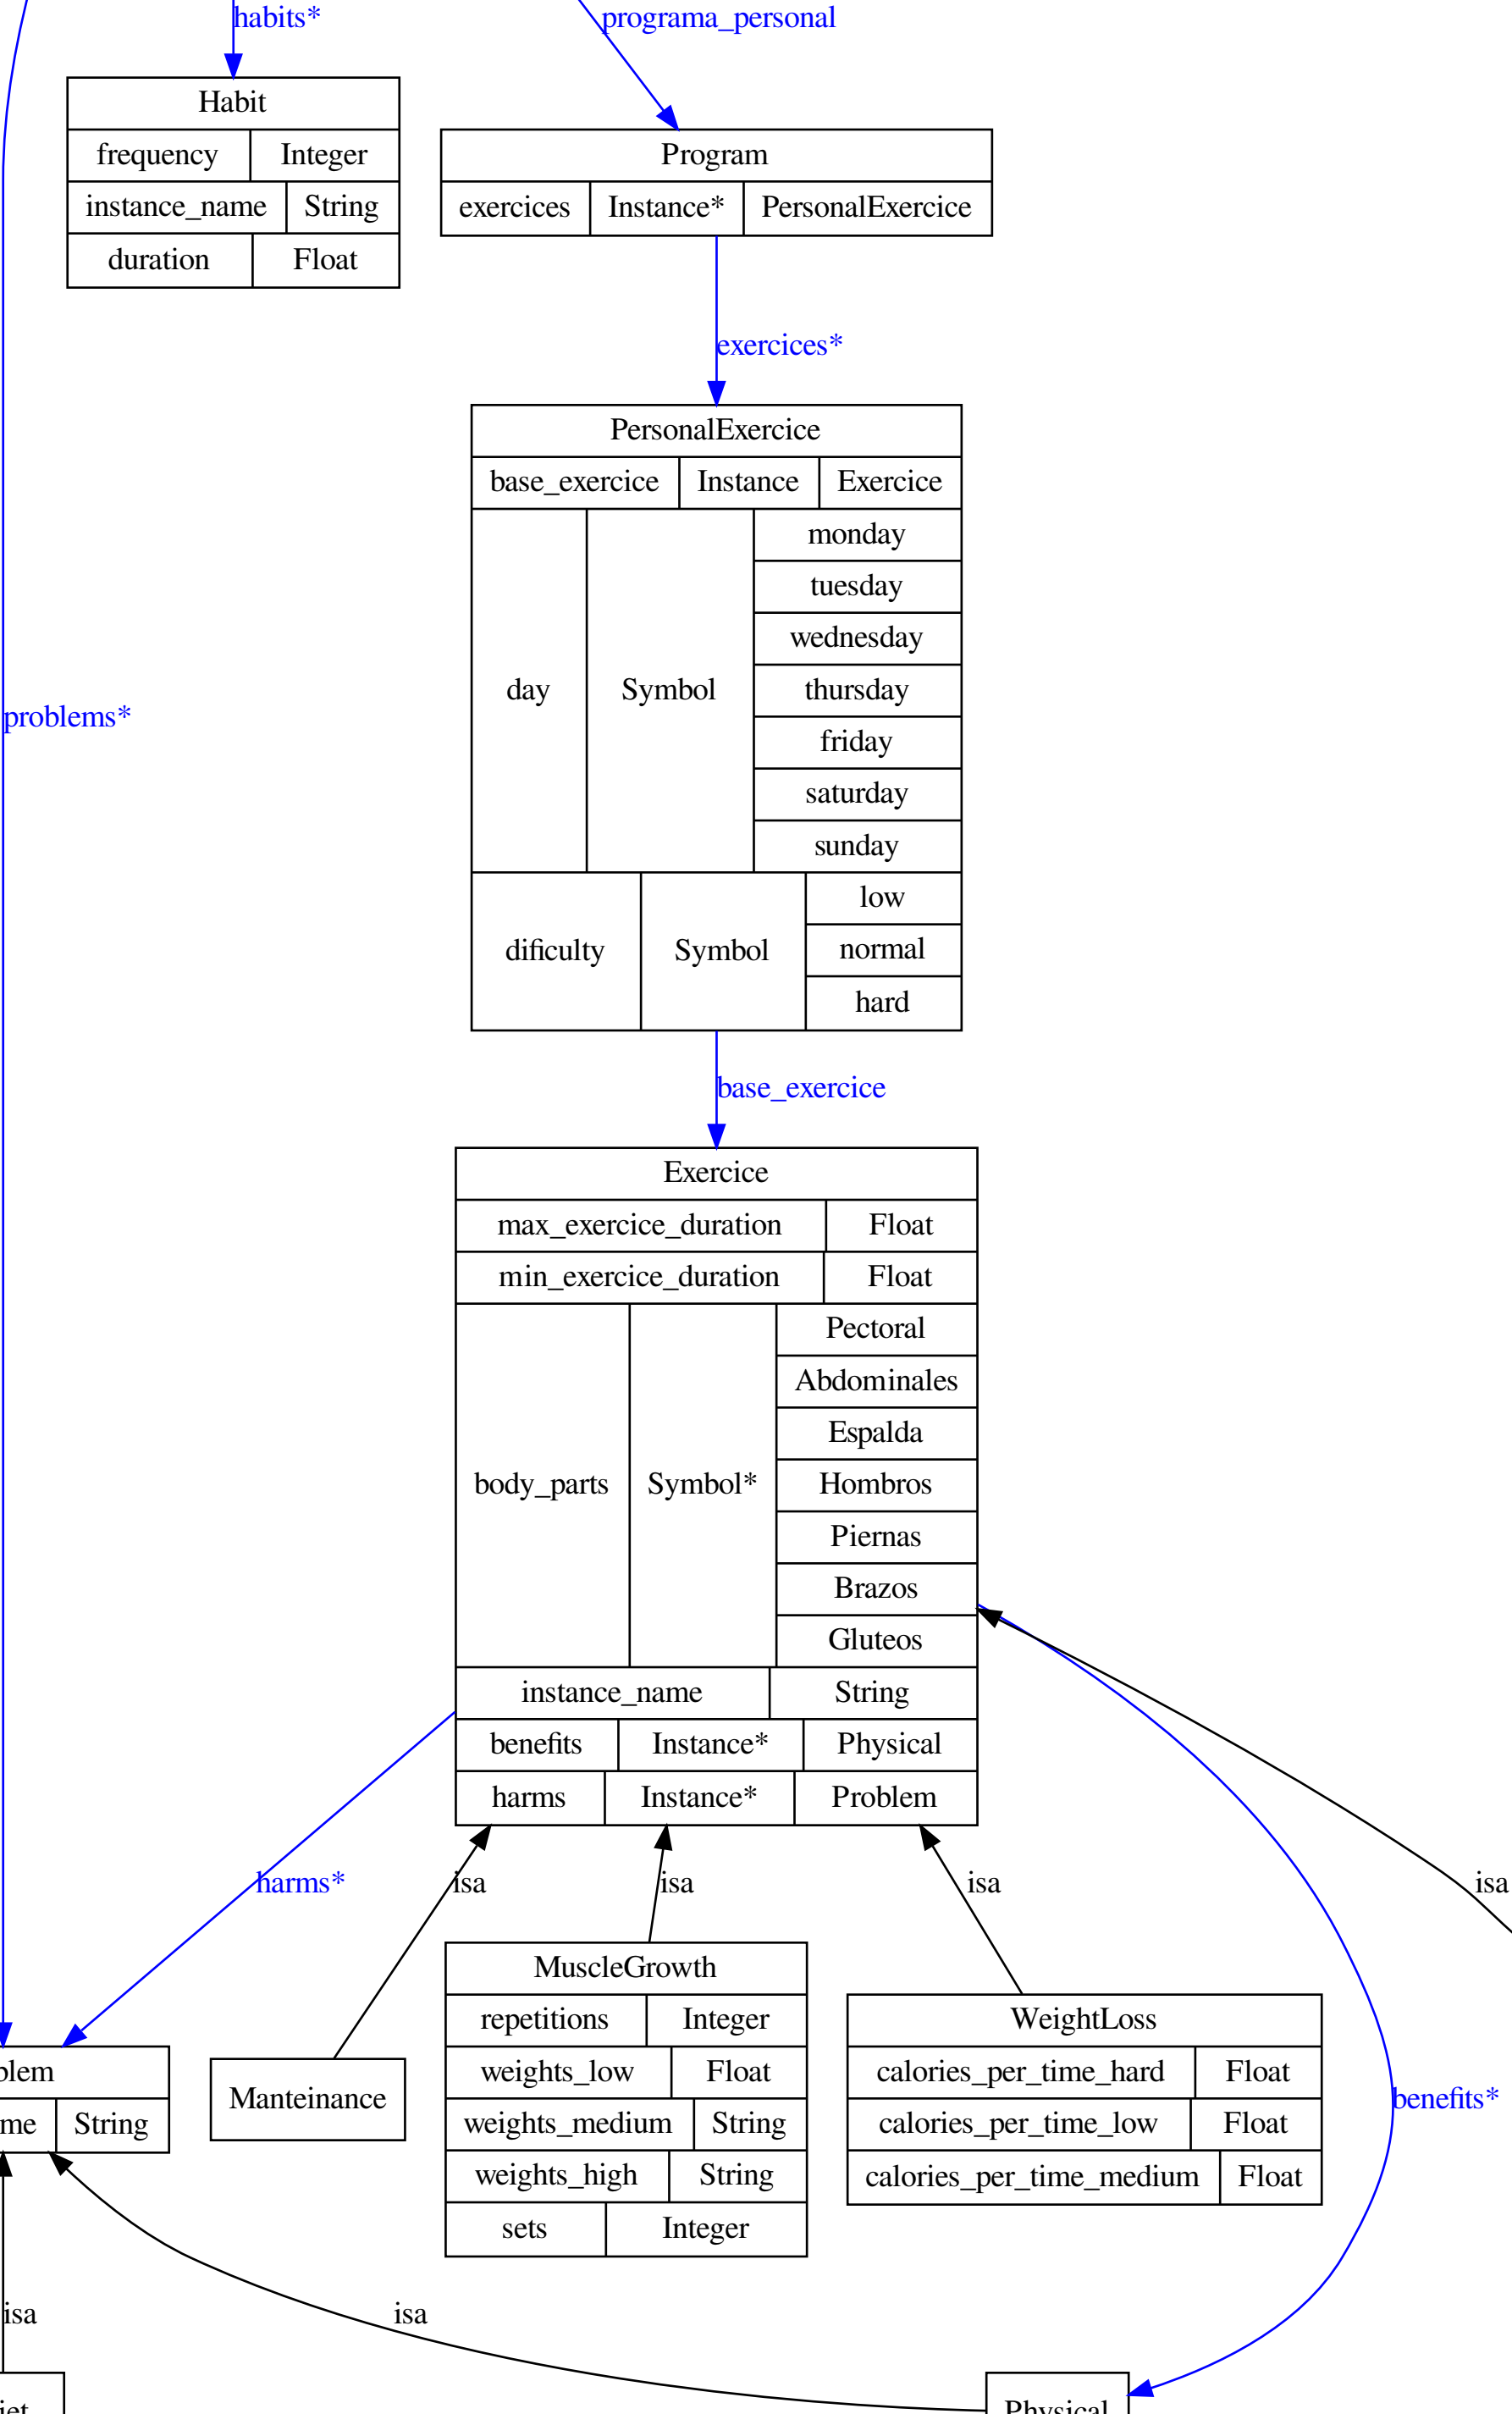 habits*
programa_personal
Habit
frequency Integer
instance_name String
duration Float
Program
exercices Instance* PersonalExercice
exercices*
PersonalExercice
base_exercice Instance Exercice
day Symbol
monday
tuesday
wednesday
thursday
friday
saturday
sunday
dificulty Symbol
low
normal
hard
problems*
base_exercice
Exercice
max_exercice_duration Float
min_exercice_duration Float
body_parts Symbol*
Pectoral
Abdominales
Espalda
Hombros
Piernas
Brazos
Gluteos
instance_name String
benefits Instance* Physical
harms Instance* Problem
harms*
isa
isa
isa
isa
blem
me String
Manteinance
MuscleGrowth
repetitions Integer
weights_low Float
weights_medium String
weights_high String
sets Integer
WeightLoss
calories_per_time_hard Float
calories_per_time_low Float
calories_per_time_medium Float
benefits*
isa
isa
Physical